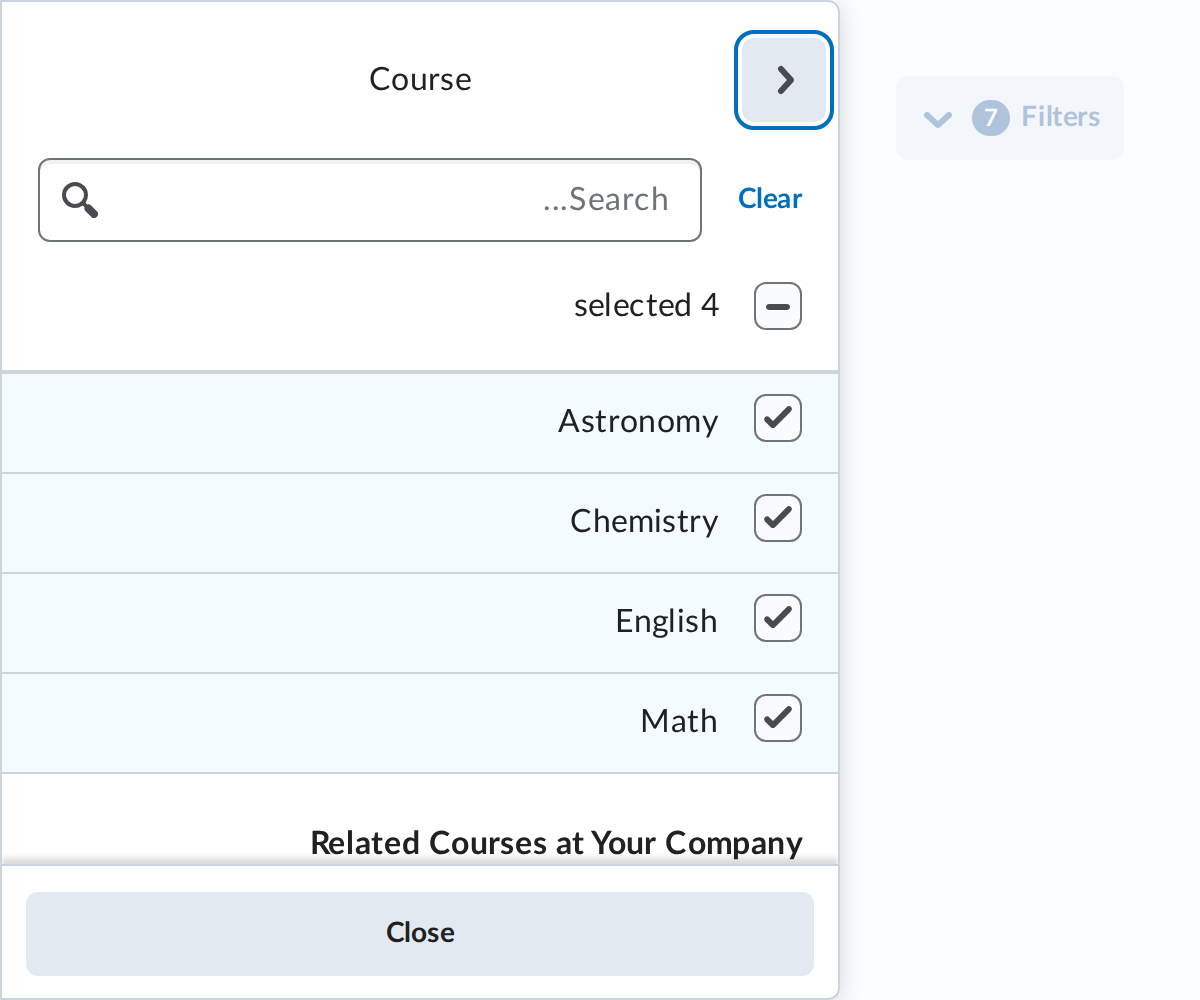 Course
7 Filters
...Search
Clear
selected 4
Astronomy
Chemistry
English
Math
Related Courses at Your Company
Close